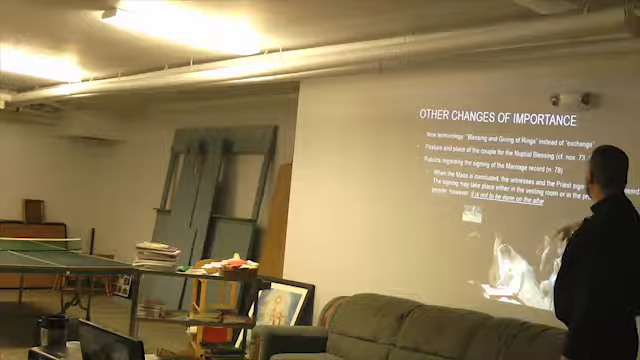 OTHER CHANGES OF IMPORTANCE
New terminology: "Blessing and Giving of Rings" instead of "exchange"
Posture and place of the couple for the Nuptial Blessing (cf. nos. 73
Rubrics regarding the signing of the Marriage record (n. 78)
When the Mass is concluded, the witnesses and the Priest sign
The signing may take place either in the vesting room or in the
people; however, it is not to be done on the altar